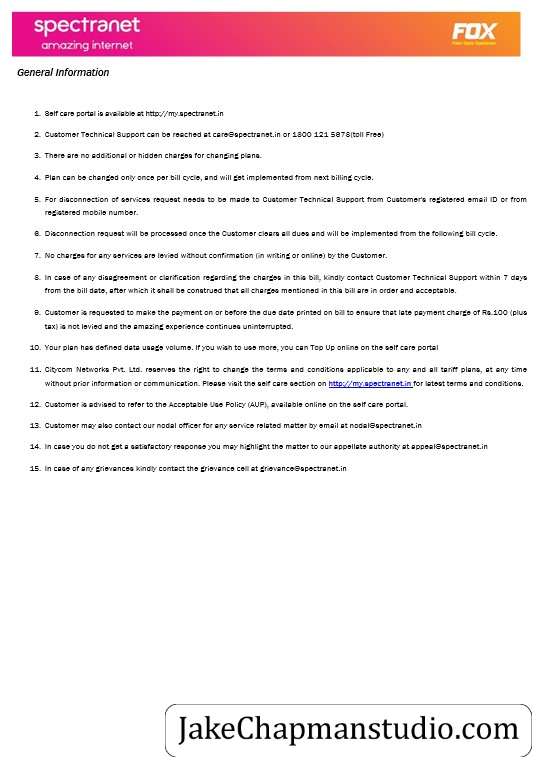 spectranet
amazing internet
FOX
General Information
1. Self care portal is available at http://my.spectranet.in
2. Customer Technical Support can be reached at care@spectranet.in or 1800 121 5678(toll Free)
3. There are no additional or hidden charges for changing plans.
4. Plan can be changed only once per bill cycle, and will get implemented from next billing cycle.
5. For disconnection of services request needs to be made to Customer Technical Support from Customer's registered email ID or from
registered mobile number.
6. Disconnection request will be processed once the Customer clears all dues and will be implemented from the following bill cycle.
7. No charges for any services are levied without confirmation (in writing or online) by the Customer.
8. In case of any disagreement or clarification regarding the charges in this bill, kindly contact Customer Technical Support within 7 days
from the bill date, after which it shall be construed that all charges mentioned in this bill are in order and acceptable.
9. Customer is requested to make the payment on or before the due date printed on bill to ensure that late payment charge of Rs.100 (plus
tax) is not levied and the amazing experience continues uninterrupted.
10. Your plan has defined data usage volume. If you wish to use more, you can Top Up online on the self care portal
11. Citycom Networks Pvt. Ltd. reserves the right to change the terms and conditions applicable to any and all tariff plans, at any time
without prior information or communication. Please visit the self care section on http://my.spectranet.in for latest terms and conditions.
12. Customer is advised to refer to the Acceptable Use Policy (AUP), available online on the self care portal.
13. Customer may also contact our nodal officer for any service related matter by email at nodal@spectranet.in
14. In case you do not get a satisfactory response you may highlight the matter to our appellate authority at appeal@spectranet.in
15. In case of any grievances kindly contact the grievance cell at grievance@spectranet.in
JakeChapmanstudio.com